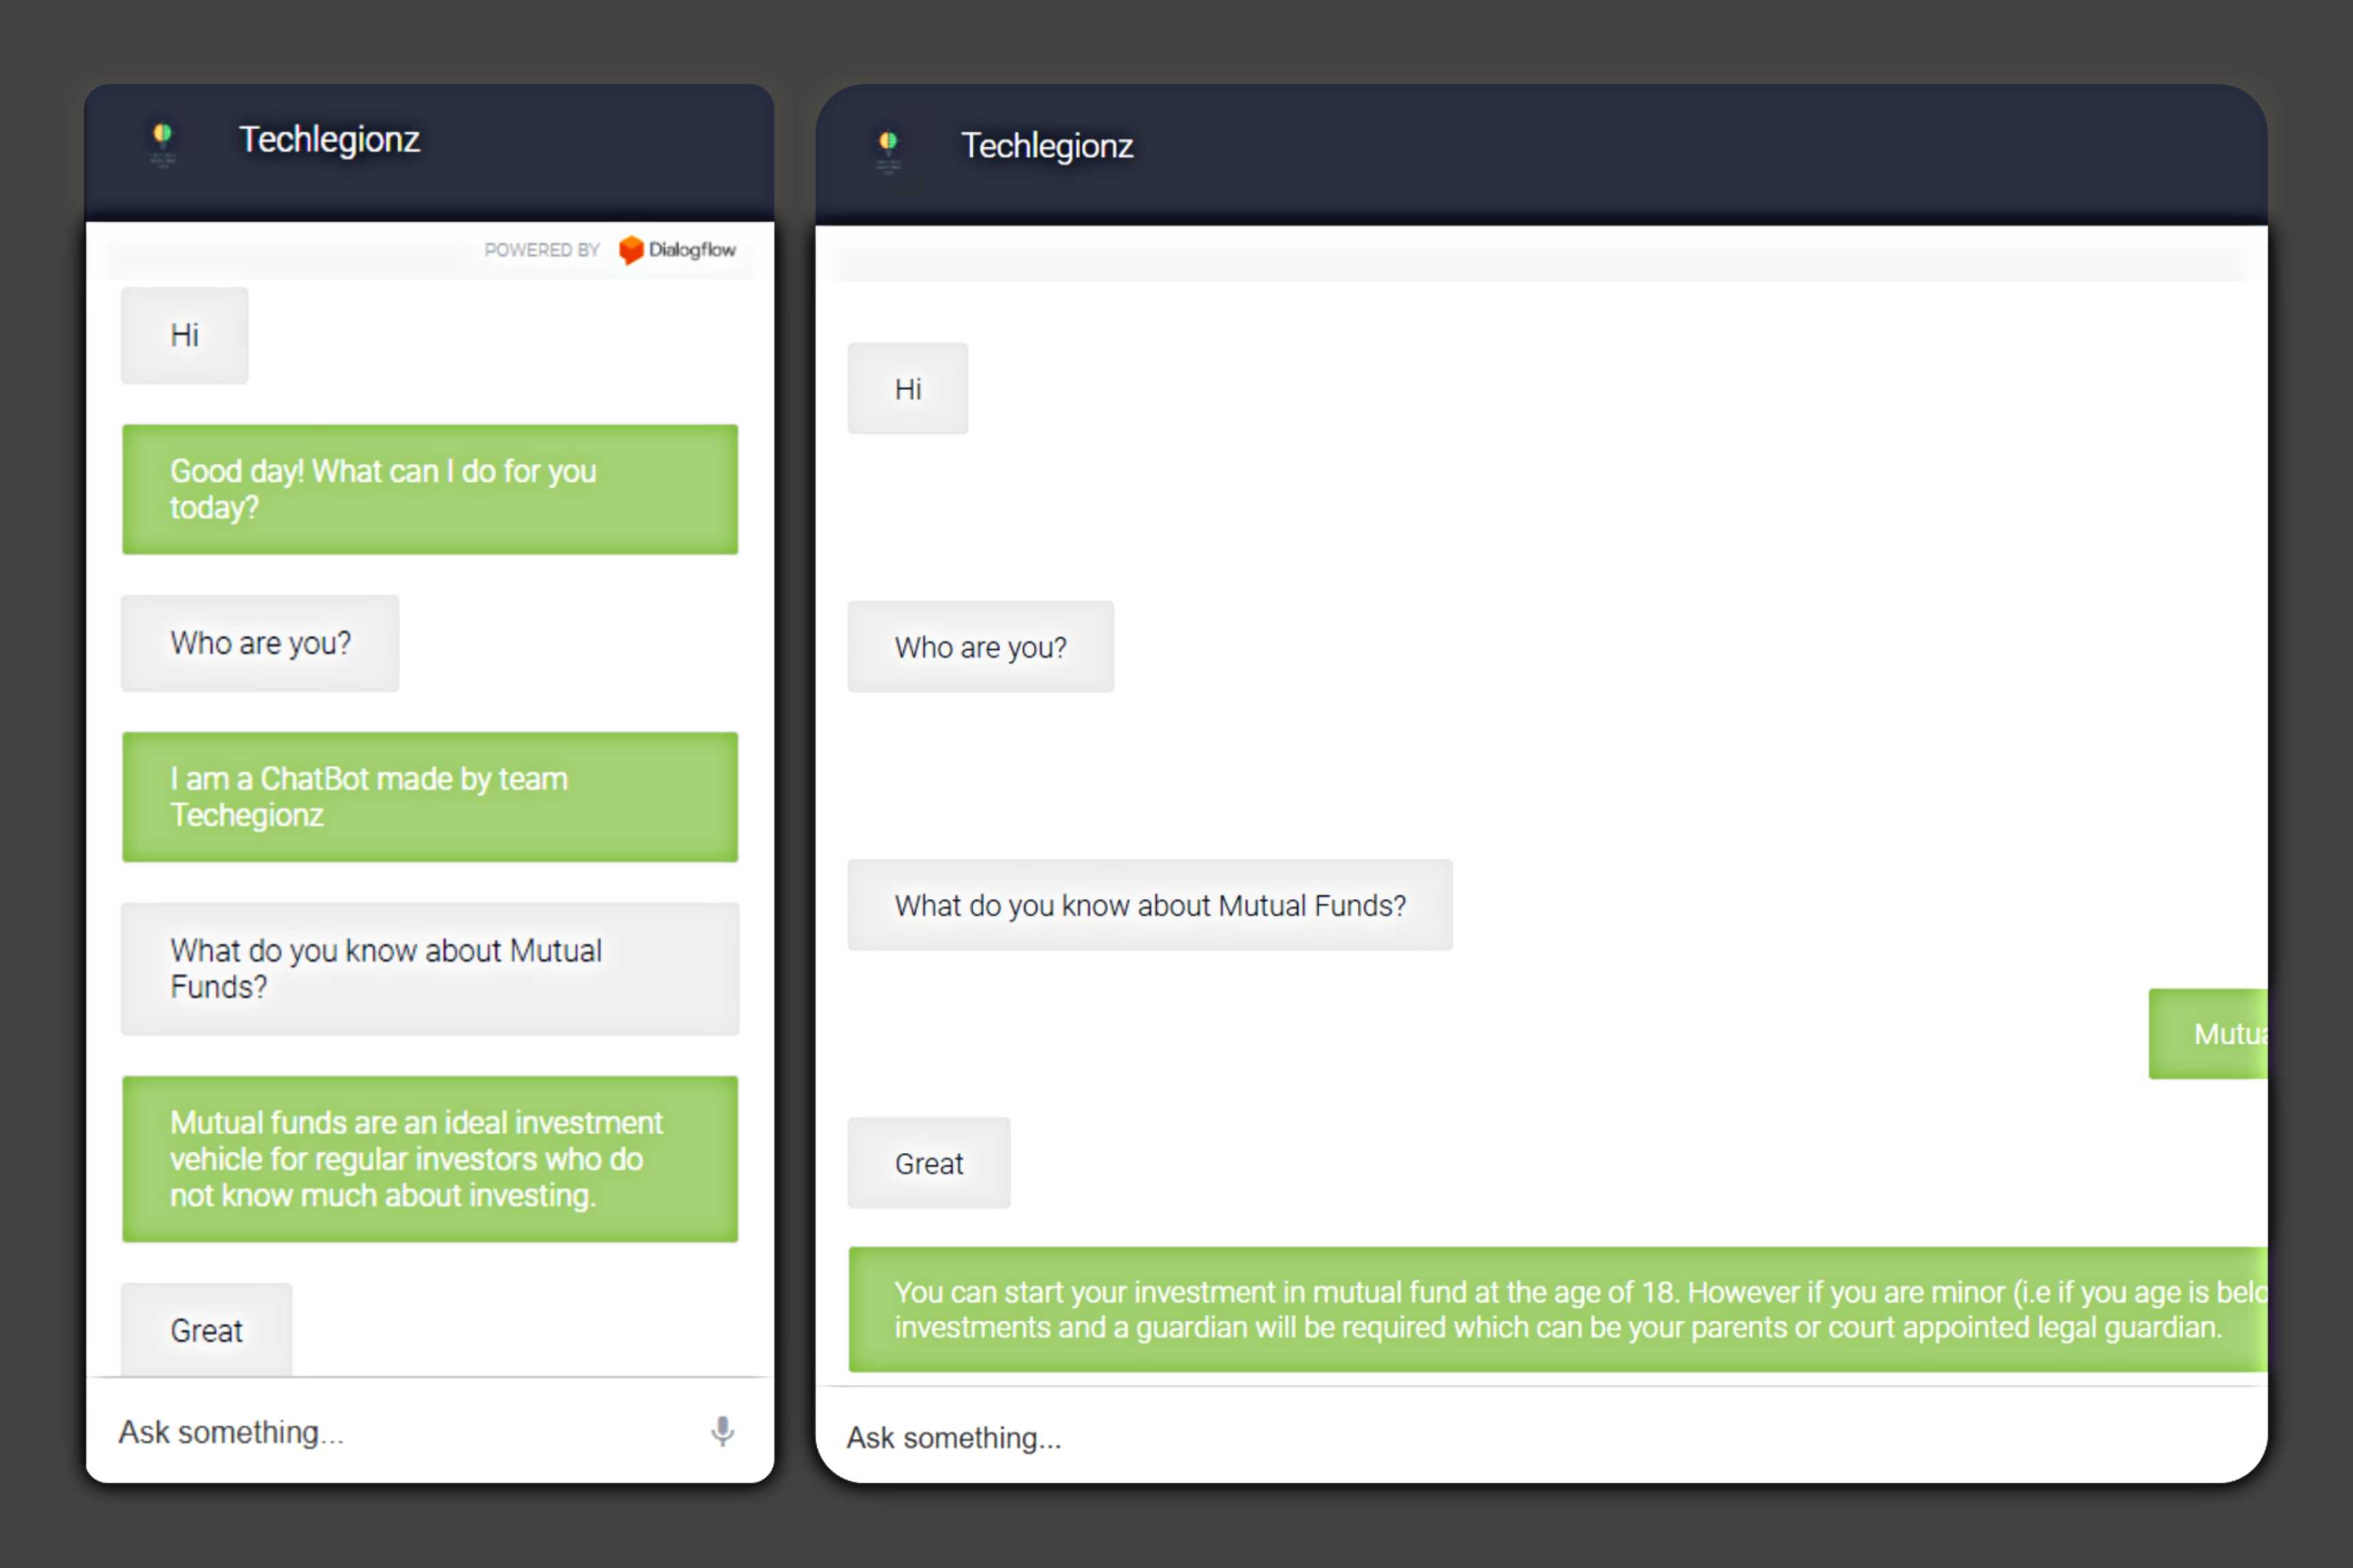 Techlegionz
POWERED BY Dialogflow
Hi
Good day! What can I do for you
today?
Who are you?
I am a ChatBot made by team
Techegionz
What do you know about Mutual
Funds?
Mutual funds are an ideal investment
vehicle for regular investors who do
not know much about investing.
Great
Ask something...
Techlegionz
Hi
Who are you?
What do you know about Mutual Funds?
Great
You can start your investment in mutual fund at the age of 18. However if you are minor (i.e if you age is
investments and a guardian will be required which can be your parents or court appointed legal guardian.
Ask something...